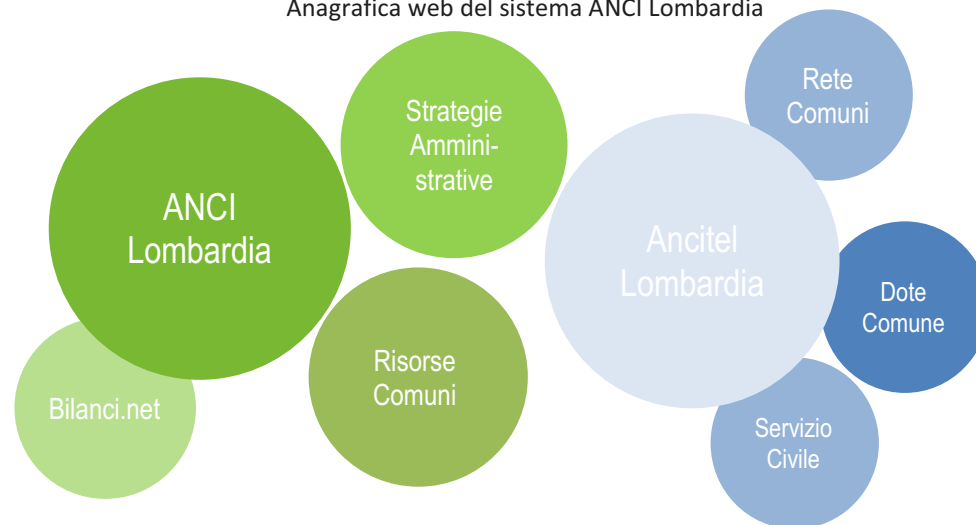 Anagrafica web del sistema ANCI Lombardia
ANCI
Lombardia
Strategie
Ammini-
strative
Bilanci.net
Risorse
Comuni
Ancitel
Lombardia
Rete
Comuni
Dote
Comune
Servizio
Civile